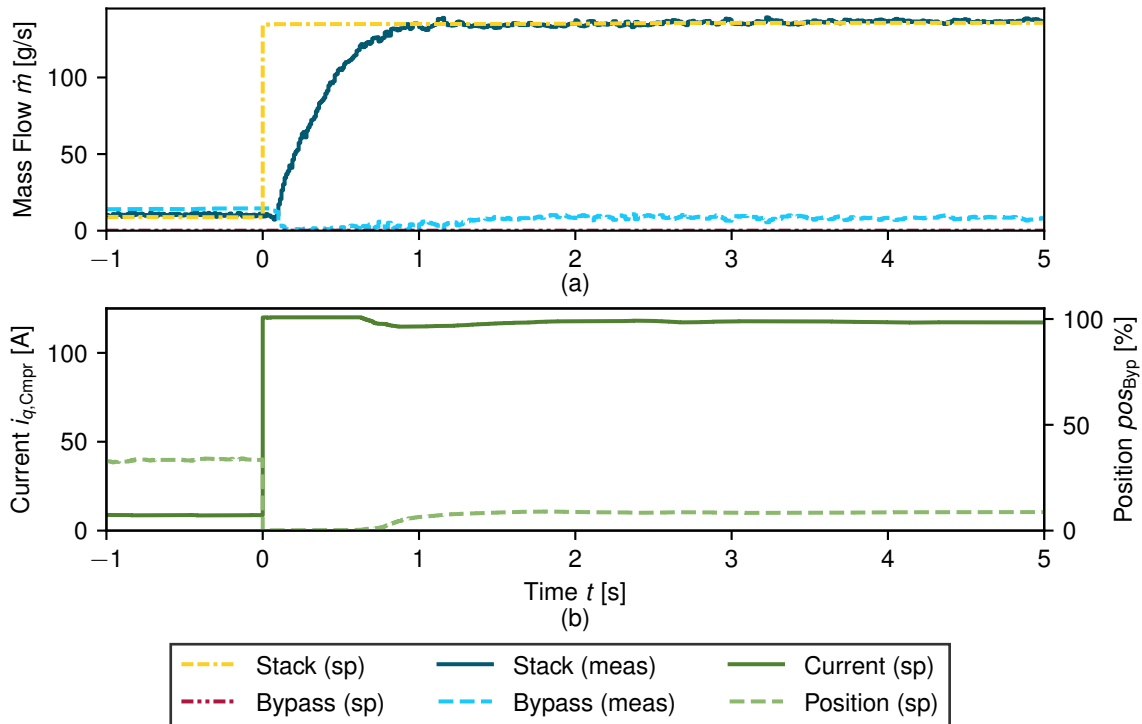 Mass Flow ṁ [g/s]
100
50
0
−1 0 1 2 3 4 5
(a)
Current i_q,Cmpr [A]
100
50
0
Position pos_Byp [%]
100
50
0
−1 0 1 2 3 4 5
Time t [s]
(b)
Stack (sp) Stack (meas) Current (sp)
Bypass (sp) Bypass (meas) Position (sp)